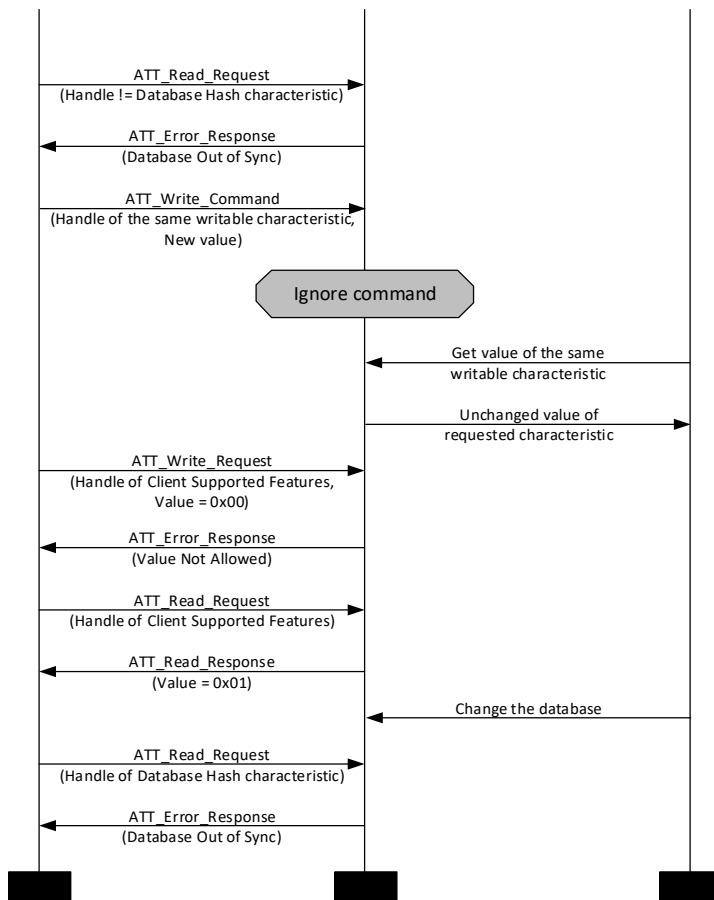 ATT_Read_Request
(Handle != Database Hash characteristic)
ATT_Error_Response
(Database Out of Sync)
ATT_Write_Command
(Handle of the same writable characteristic,
New value)
Ignore command
Get value of the same
writable characteristic
Unchanged value of
requested characteristic
ATT_Write_Request
(Handle of Client Supported Features,
Value = 0x00)
ATT_Error_Response
(Value Not Allowed)
ATT_Read_Request
(Handle of Client Supported Features)
ATT_Read_Response
(Value = 0x01)
Change the database
ATT_Read_Request
(Handle of Database Hash characteristic)
ATT_Error_Response
(Database Out of Sync)